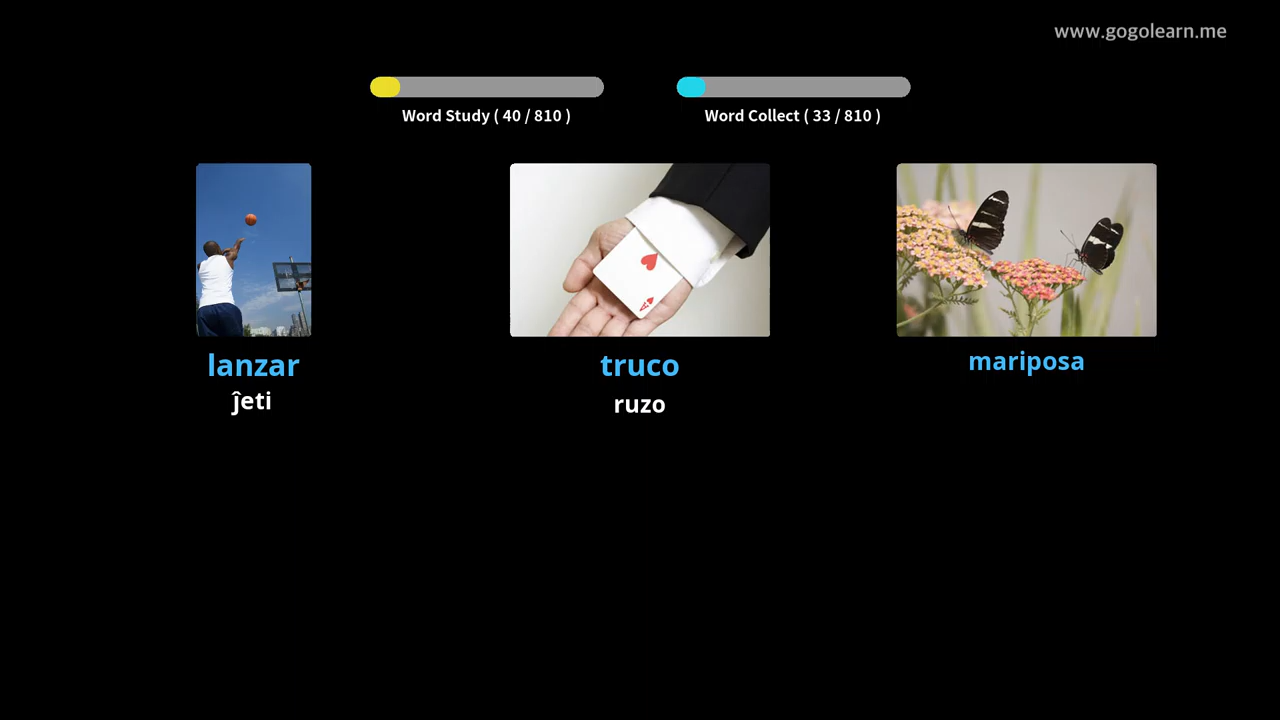 www.gogolearn.me
Word Study ( 40 / 810 )
Word Collect ( 33 / 810 )
lanzar
ĵeti
truco
ruzo
mariposa